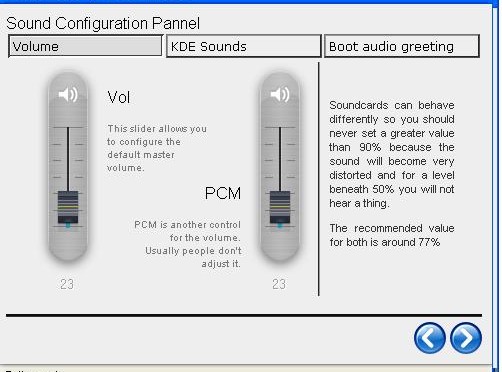 Sound Configuration Pannel
Volume
KDE Sounds
Boot audio greeting
Vol
This slider allows you
to configure the
default master
volume.
PCM
PCM is another control
for the volume.
Usually people don't
adjust it.
23
23
Soundcards can behave
differently so you should
never set a greater value
than 90% because the
sound will become very
distorted and for a level
beneath 50% you will not
hear a thing.
The recommended value
for both is around 77%